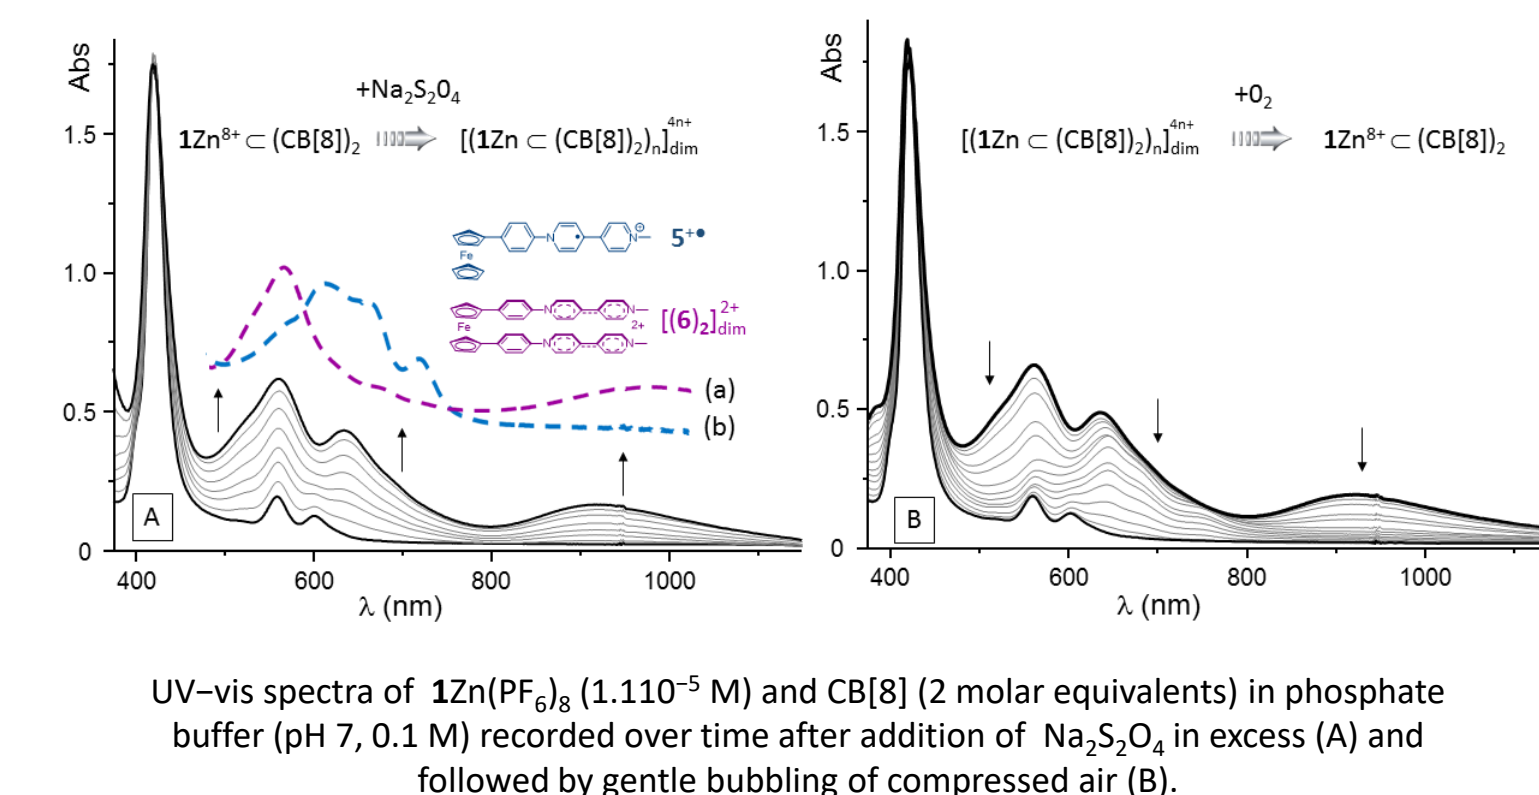 Abs
+Na₂S₂0₄
1Zn⁸⁺ ⊂ (CB[8])₂ [(1Zn ⊂ (CB[8])₂)ₙ]dim⁴ⁿ⁺
1.5
1.0
0.5
0
N N⊕
Fe
5⁺•
N N
Fe 2+
N N
[(6)₂]dim²⁺
(a)
(b)
A
400 600 800 1000
λ (nm)
Abs
+0₂
[(1Zn ⊂ (CB[8])₂)ₙ]dim⁴ⁿ⁺ 1Zn⁸⁺ ⊂ (CB[8])₂
1.5
1.0
0.5
0
B
400 600 800 1000
λ (nm)
UV−vis spectra of 1Zn(PF₆)₈ (1.110⁻⁵ M) and CB[8] (2 molar equivalents) in phosphate
buffer (pH 7, 0.1 M) recorded over time after addition of Na₂S₂O₄ in excess (A) and
followed by gentle bubbling of compressed air (B).